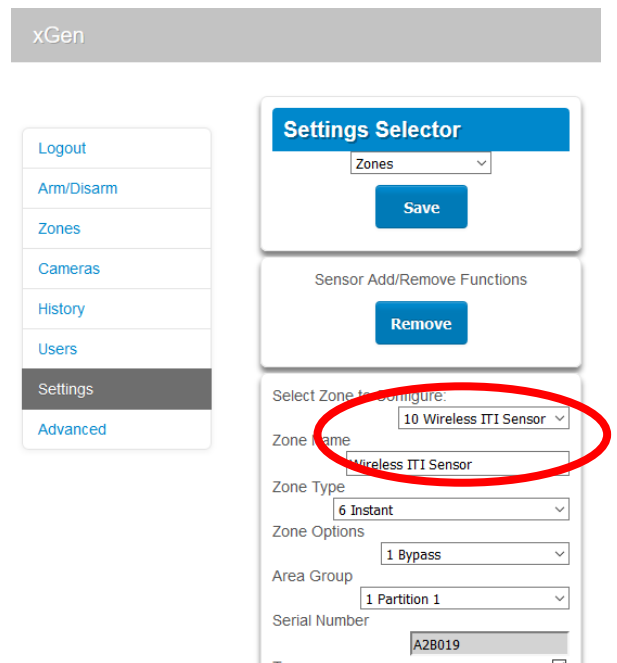 xGen
Logout
Arm/Disarm
Zones
Cameras
History
Users
Settings
Advanced
Settings Selector
Zones
Save
Sensor Add/Remove Functions
Remove
Select Zone to Configure:
10 Wireless ITI Sensor
Zone Name
Wireless ITI Sensor
Zone Type
6 Instant
Zone Options
1 Bypass
Area Group
1 Partition 1
Serial Number
A2B019